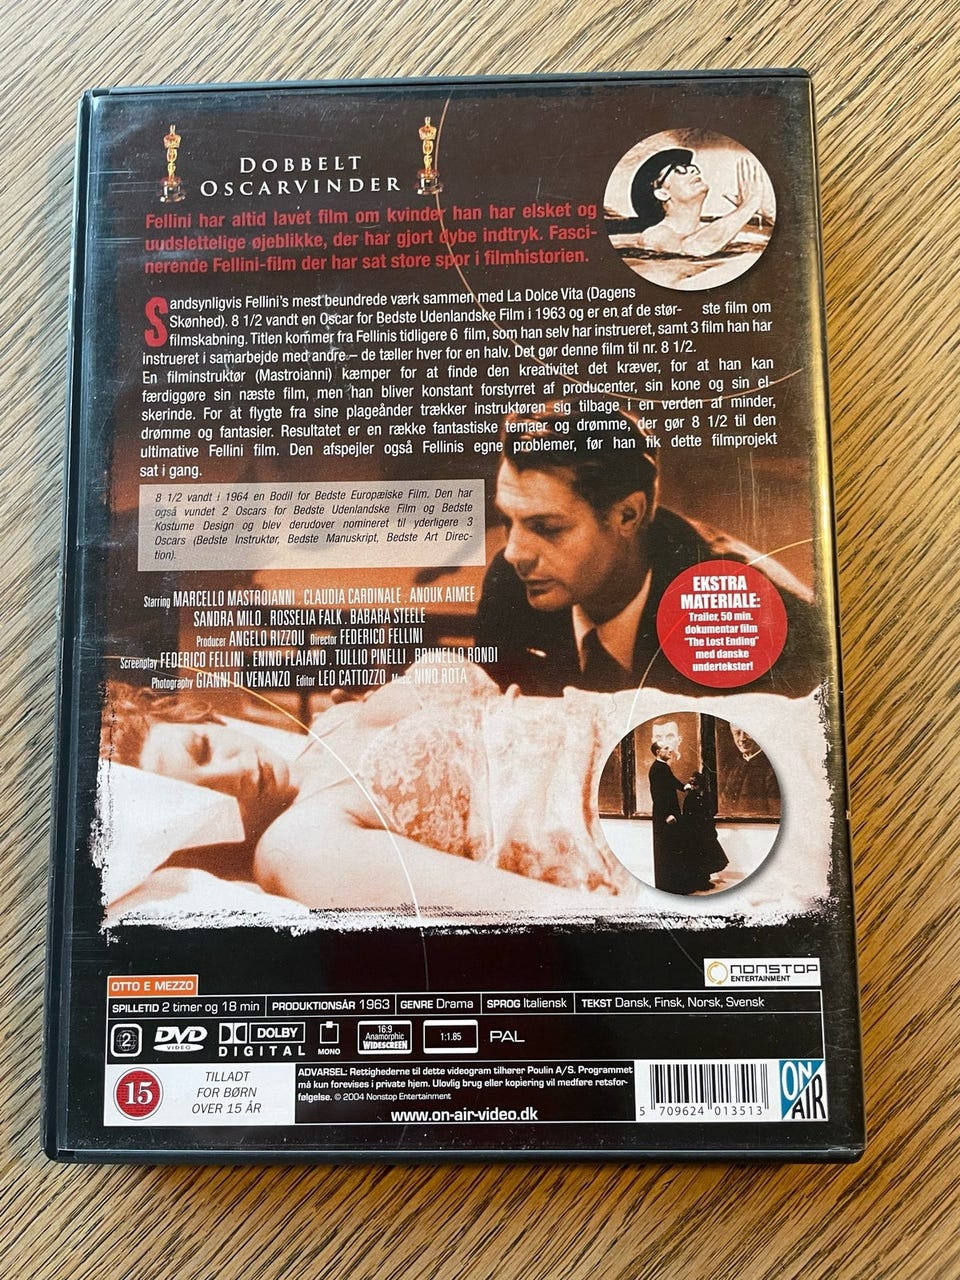 DOBBELT
OSCARVINDER
Fellini har altid lavet film om kvinder han har elsket og
uudslettelige øjeblikke, der har gjort dybe indtryk. Fasci-
nerende Fellini-film der har sat store spor i filmhistorien.
Sandsynligvis Fellini's mest beundrede værk sammen med La Dolce Vita (Dagens
Skønhed). 8 1/2 vandt en Oscar for Bedste Udenlandske Film i 1963 og er en af de stør- ste film om
filmskabning. Titlen kommer fra Fellinis tidligere 6 film, som han selv har instrueret, samt 3 film han har
instrueret i samarbejde med andre – de tæller hver for en halv. Det gør denne film til nr. 8 1/2.
En filminstruktør (Mastroianni) kæmper for at finde den kreativitet det kræver, for at han kan
færdiggøre sin næste film, men han bliver konstant forstyrret af producenter, sin kone og sin el-
skerinde. For at flygte fra sine plageånder trækker instruktøren sig tilbage i en verden af minder,
drømme og fantasier. Resultatet er en række fantastiske temaer og drømme, der gør 8 1/2 til den
ultimative Fellini film. Den afspejler også Fellinis egne problemer, før han fik dette filmprojekt
sat i gang.
8 1/2 vandt i 1964 en Bodil for Bedste Europæiske Film. Den har
også vundet 2 Oscars for Bedste Udenlandske Film og Bedste
Kostume Design og blev derudover nomineret til yderligere 3
Oscars (Bedste Instruktør, Bedste Manuskript, Bedste Art Direc-
tion).
Starring MARCELLO MASTROIANNI . CLAUDIA CARDINALE . ANOUK AIMEE
SANDRA MILO . ROSSELIA FALK . BABARA STEELE
Producer ANGELO RIZZOU Director FEDERICO FELLINI
Screenplay FEDERICO FELLINI . ENINO FLAIANO . TULLIO PINELLI . BRUNELLO RONDI
Photography GIANNI DI VENANZO Editor LEO CATTOZZO Music NINO ROTA
EKSTRA
MATERIALE:
Trailer, 50 min.
dokumentar film
"The Lost Ending"
med danske
undertekster!
NONSTOP
ENTERTAINMENT
OTTO E MEZZO
SPILLETID 2 timer og 18 min PRODUKTIONSÅR 1963 GENRE Drama SPROG Italiensk TEKST Dansk, Finsk, Norsk, Svensk
2 DVD VIDEO DOLBY DIGITAL MONO 16:9 Anamorphic WIDESCREEN 1:1.85 PAL
15
TILLADT
FOR BØRN
OVER 15 ÅR
ADVARSEL: Rettighederne til dette videogram tilhører Poulin A/S. Programmet
må kun forevises i private hjem. Ulovlig brug eller kopiering vil medføre retsfor-
følgelse. © 2004 Nonstop Entertainment
www.on-air-video.dk
5 709624 013513
ON
AIR